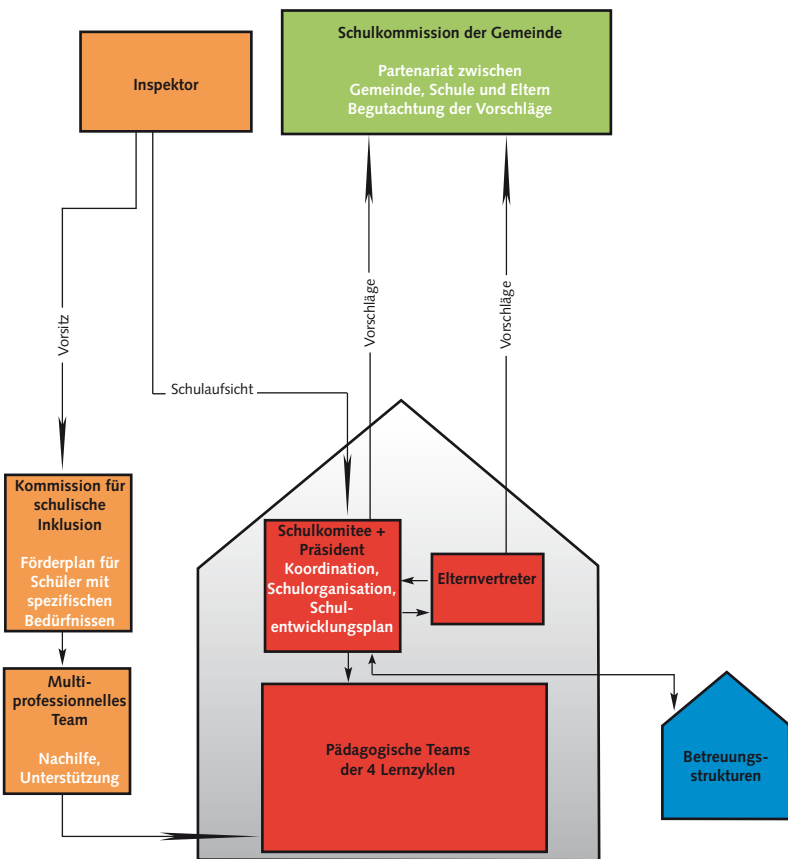 Inspektor
Schulkommission der Gemeinde
Partenariat zwischen
Gemeinde, Schule und Eltern
Begutachtung der Vorschläge
Vorsitz
Schulaufsicht
Vorschläge
Vorschläge
Kommission für
schulische
Inklusion
Förderplan für
Schüler mit
spezifischen
Bedürfnissen
Schulkomitee +
Präsident
Koordination,
Schulorganisation,
Schul-
entwicklungsplan
Elternvertreter
Multi-
professionnelles
Team
Nachilfe,
Unterstützung
Pädagogische Teams
der 4 Lernzyklen
Betreuungs-
strukturen